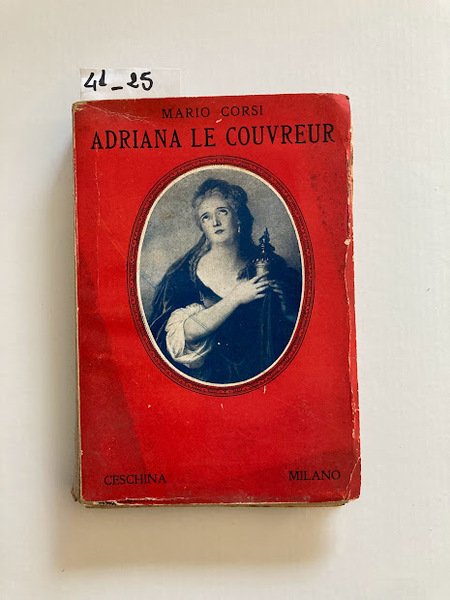 41_25
MARIO CORSI
ADRIANA LE COUVREUR
CESCHINA MILANO